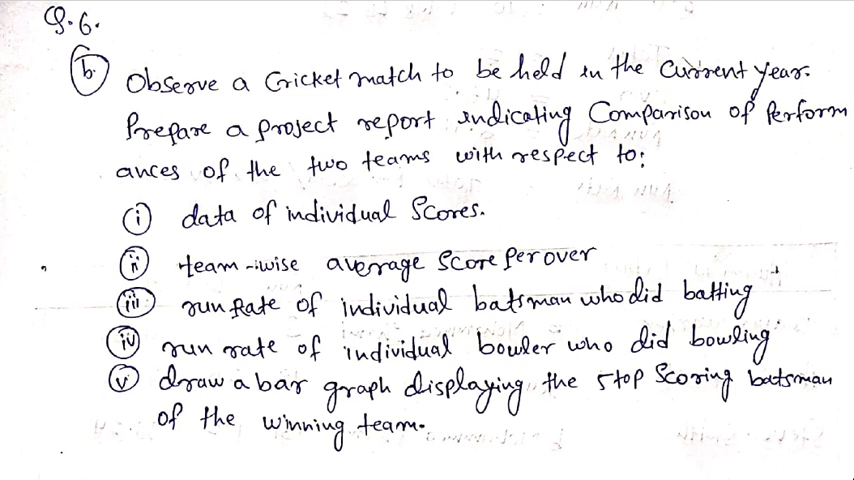 Q.6.
b. Observe a Cricket match to be held in the current year.
Prepare a project report indicating Comparison of Perform
ances of the two teams with respect to:
(i) data of individual Scores.
(ii) team-wise average score per over
(iii) run Rate of individual batsman who did batting
(iv) run rate of individual bowler who did bowling
(v) draw a bar graph displaying the 5 top Scoring batsman
of the winning team.